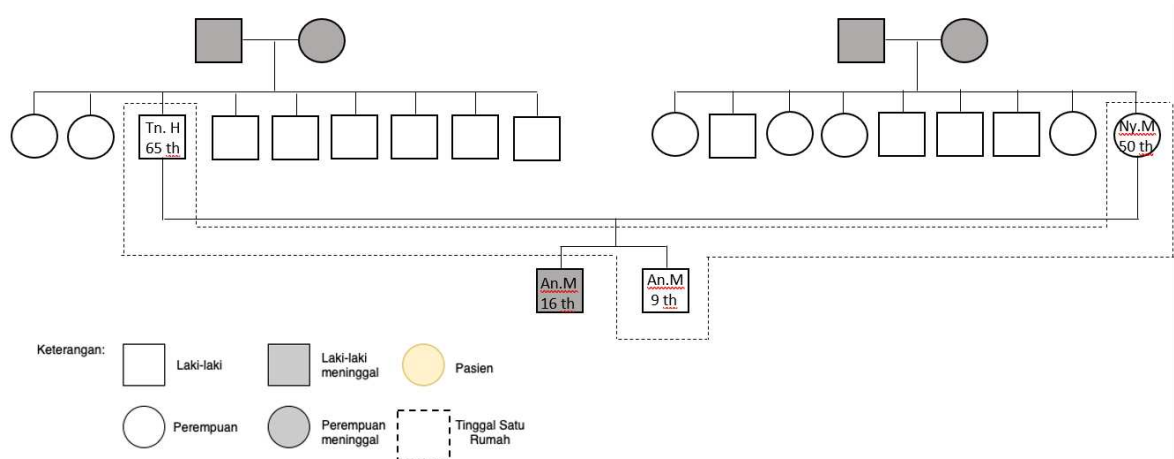 Tn. H
65 th
Ny.M
50 th
An.M
16 th
An.M
9 th
Keterangan:
Laki-laki
Laki-laki
meninggal
Pasien
Perempuan
Perempuan
meninggal
Tinggal Satu
Rumah